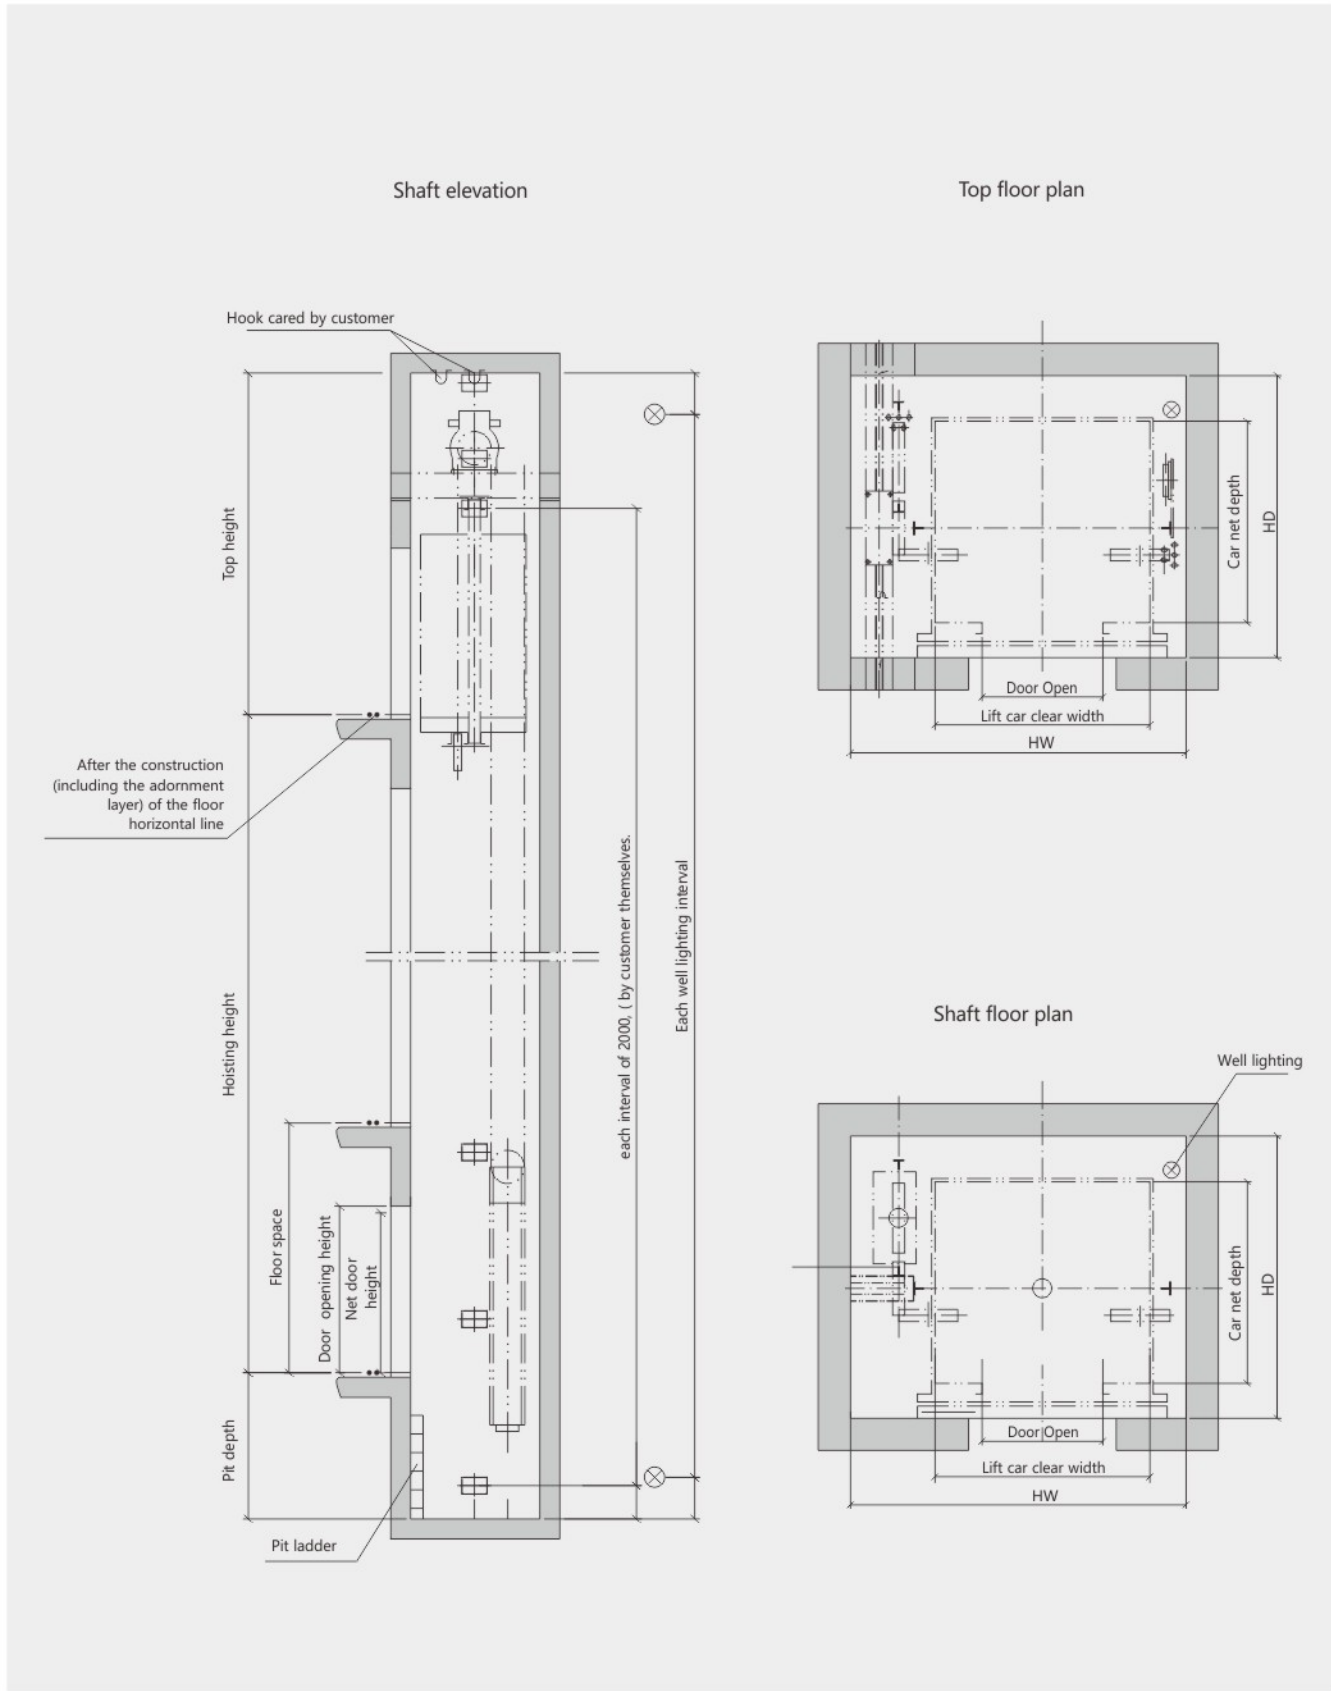 Shaft elevation
Top floor plan
Hook cared by customer
Top height
After the construction
(including the adornment
layer) of the floor
horizontal line
Hoisting height
Floor space
Door opening height
Net door
height
Pit depth
Pit ladder
each interval of 2000, ( by customer themselves.
Each well lighting interval
Car net depth
HD
Door Open
Lift car clear width
HW
Shaft floor plan
Well lighting
Car net depth
HD
Door Open
Lift car clear width
HW